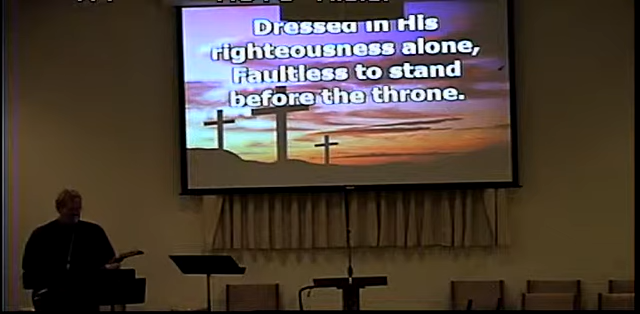 Dressed in His
righteousness alone,
Faultless to stand
before the throne.